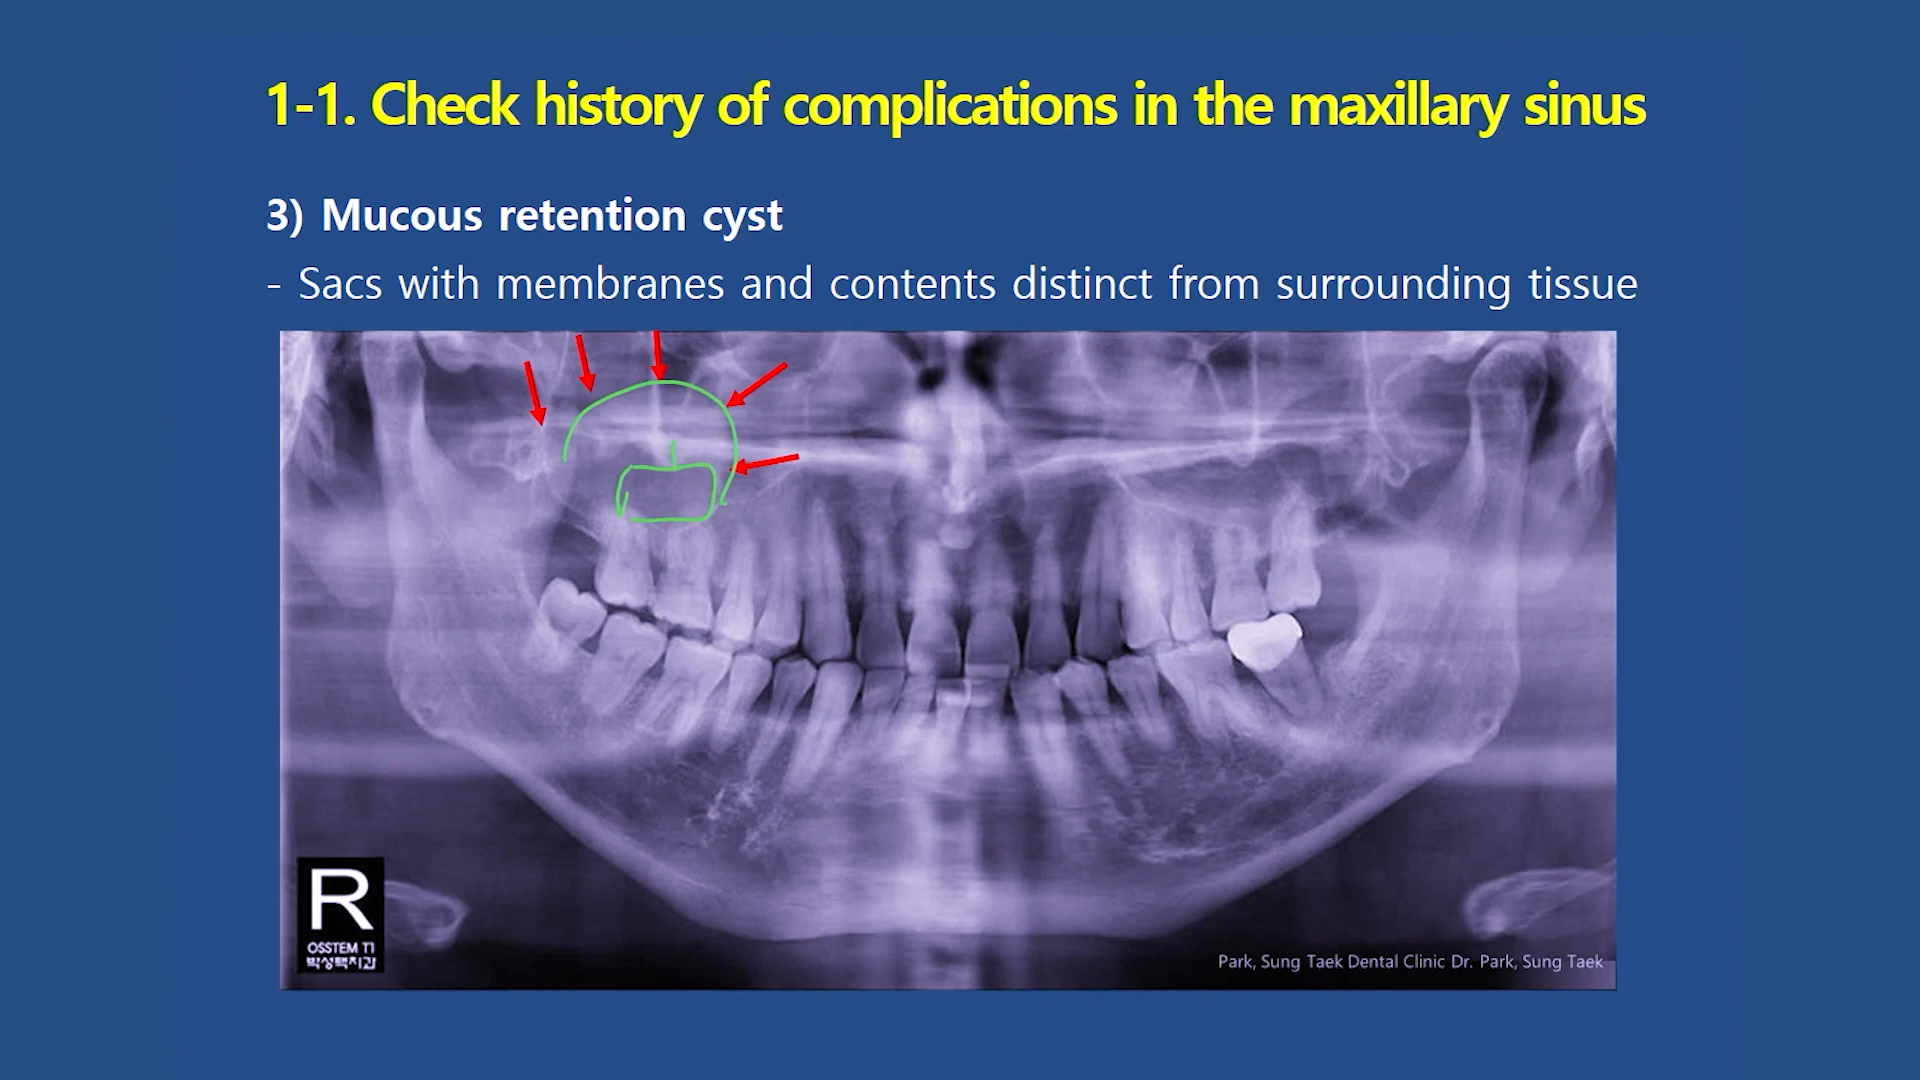 1-1. Check history of complications in the maxillary sinus
3) Mucous retention cyst
- Sacs with membranes and contents distinct from surrounding tissue
R
OSSTEM T1
박성택치과
Park, Sung Taek Dental Clinic Dr. Park, Sung Taek